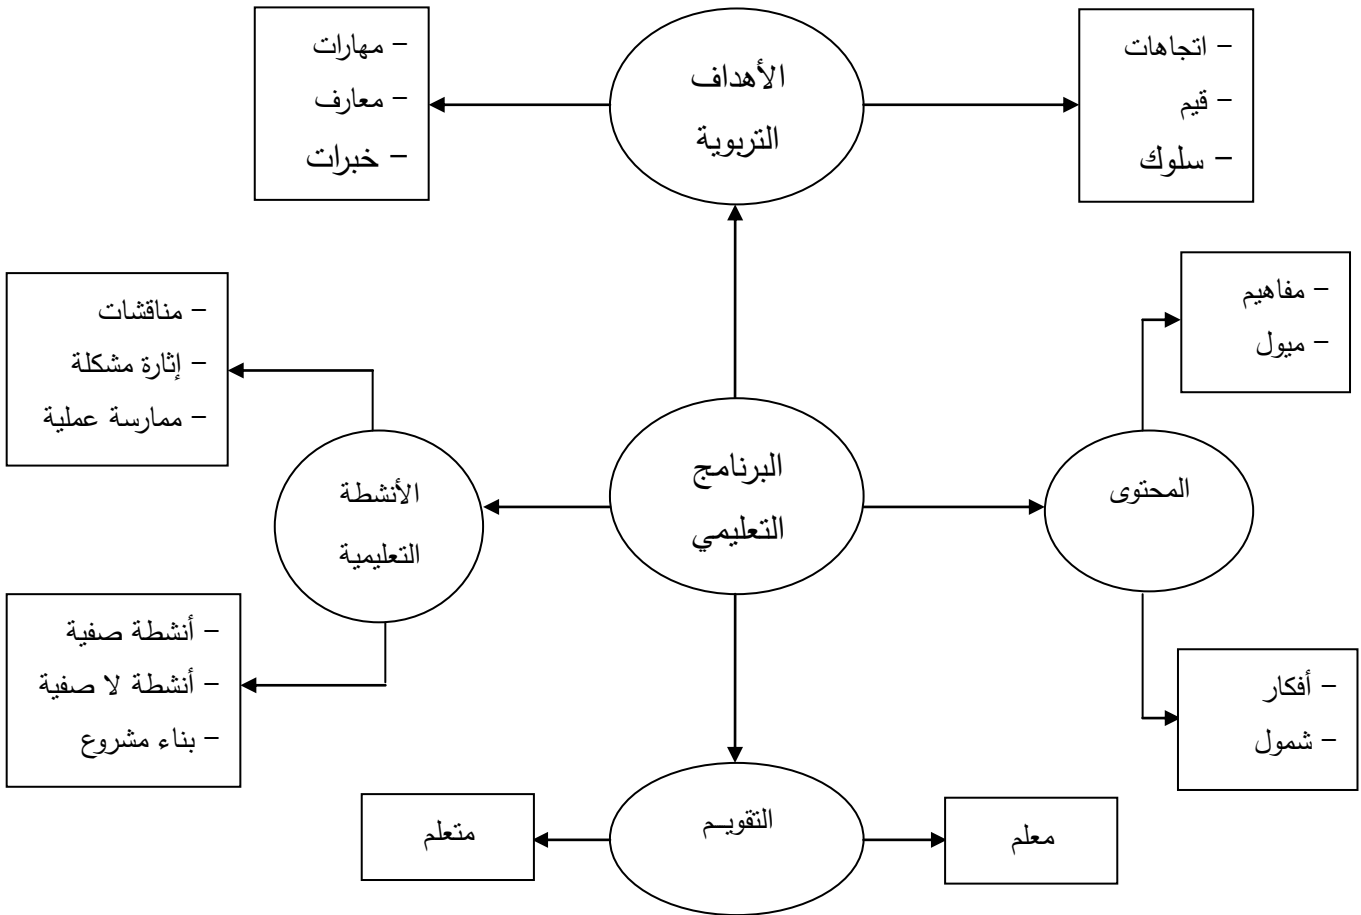 – اتجاهات
– قيم
– سلوك
الأهداف
التربوية
– مهارات
– معارف
– خبرات
– مفاهيم
– ميول
– مناقشات
– إثارة مشكلة
– ممارسة عملية
المحتوى
البرنامج
التعليمي
الأنشطة
التعليمية
– أفكار
– شمول
– أنشطة صفية
– أنشطة لا صفية
– بناء مشروع
معلم
التقويـم
متعلم